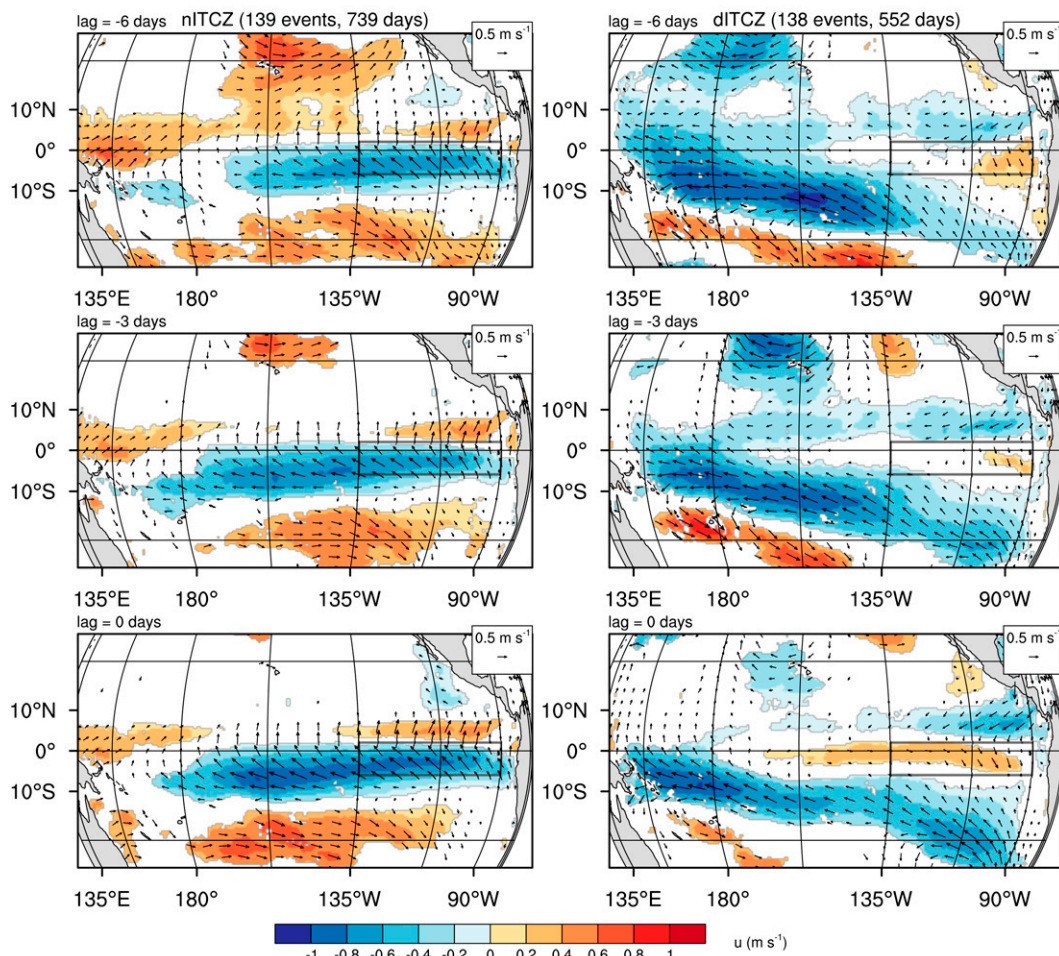 nITCZ (139 events, 739 days)
lag = -6 days
0.5 m s-1
10°N
0°
10°S
135°E 180° 135°W 90°W
dITCZ (138 events, 552 days)
lag = -6 days
0.5 m s-1
10°N
0°
10°S
135°E 180° 135°W 90°W
lag = -3 days
0.5 m s-1
10°N
0°
10°S
135°E 180° 135°W 90°W
lag = -3 days
0.5 m s-1
10°N
0°
10°S
135°E 180° 135°W 90°W
lag = 0 days
0.5 m s-1
10°N
0°
10°S
135°E 180° 135°W 90°W
lag = 0 days
0.5 m s-1
10°N
0°
10°S
135°E 180° 135°W 90°W
-1 -0.8 -0.6 -0.4 -0.2 0 0.2 0.4 0.6 0.8 1
u (m s-1)